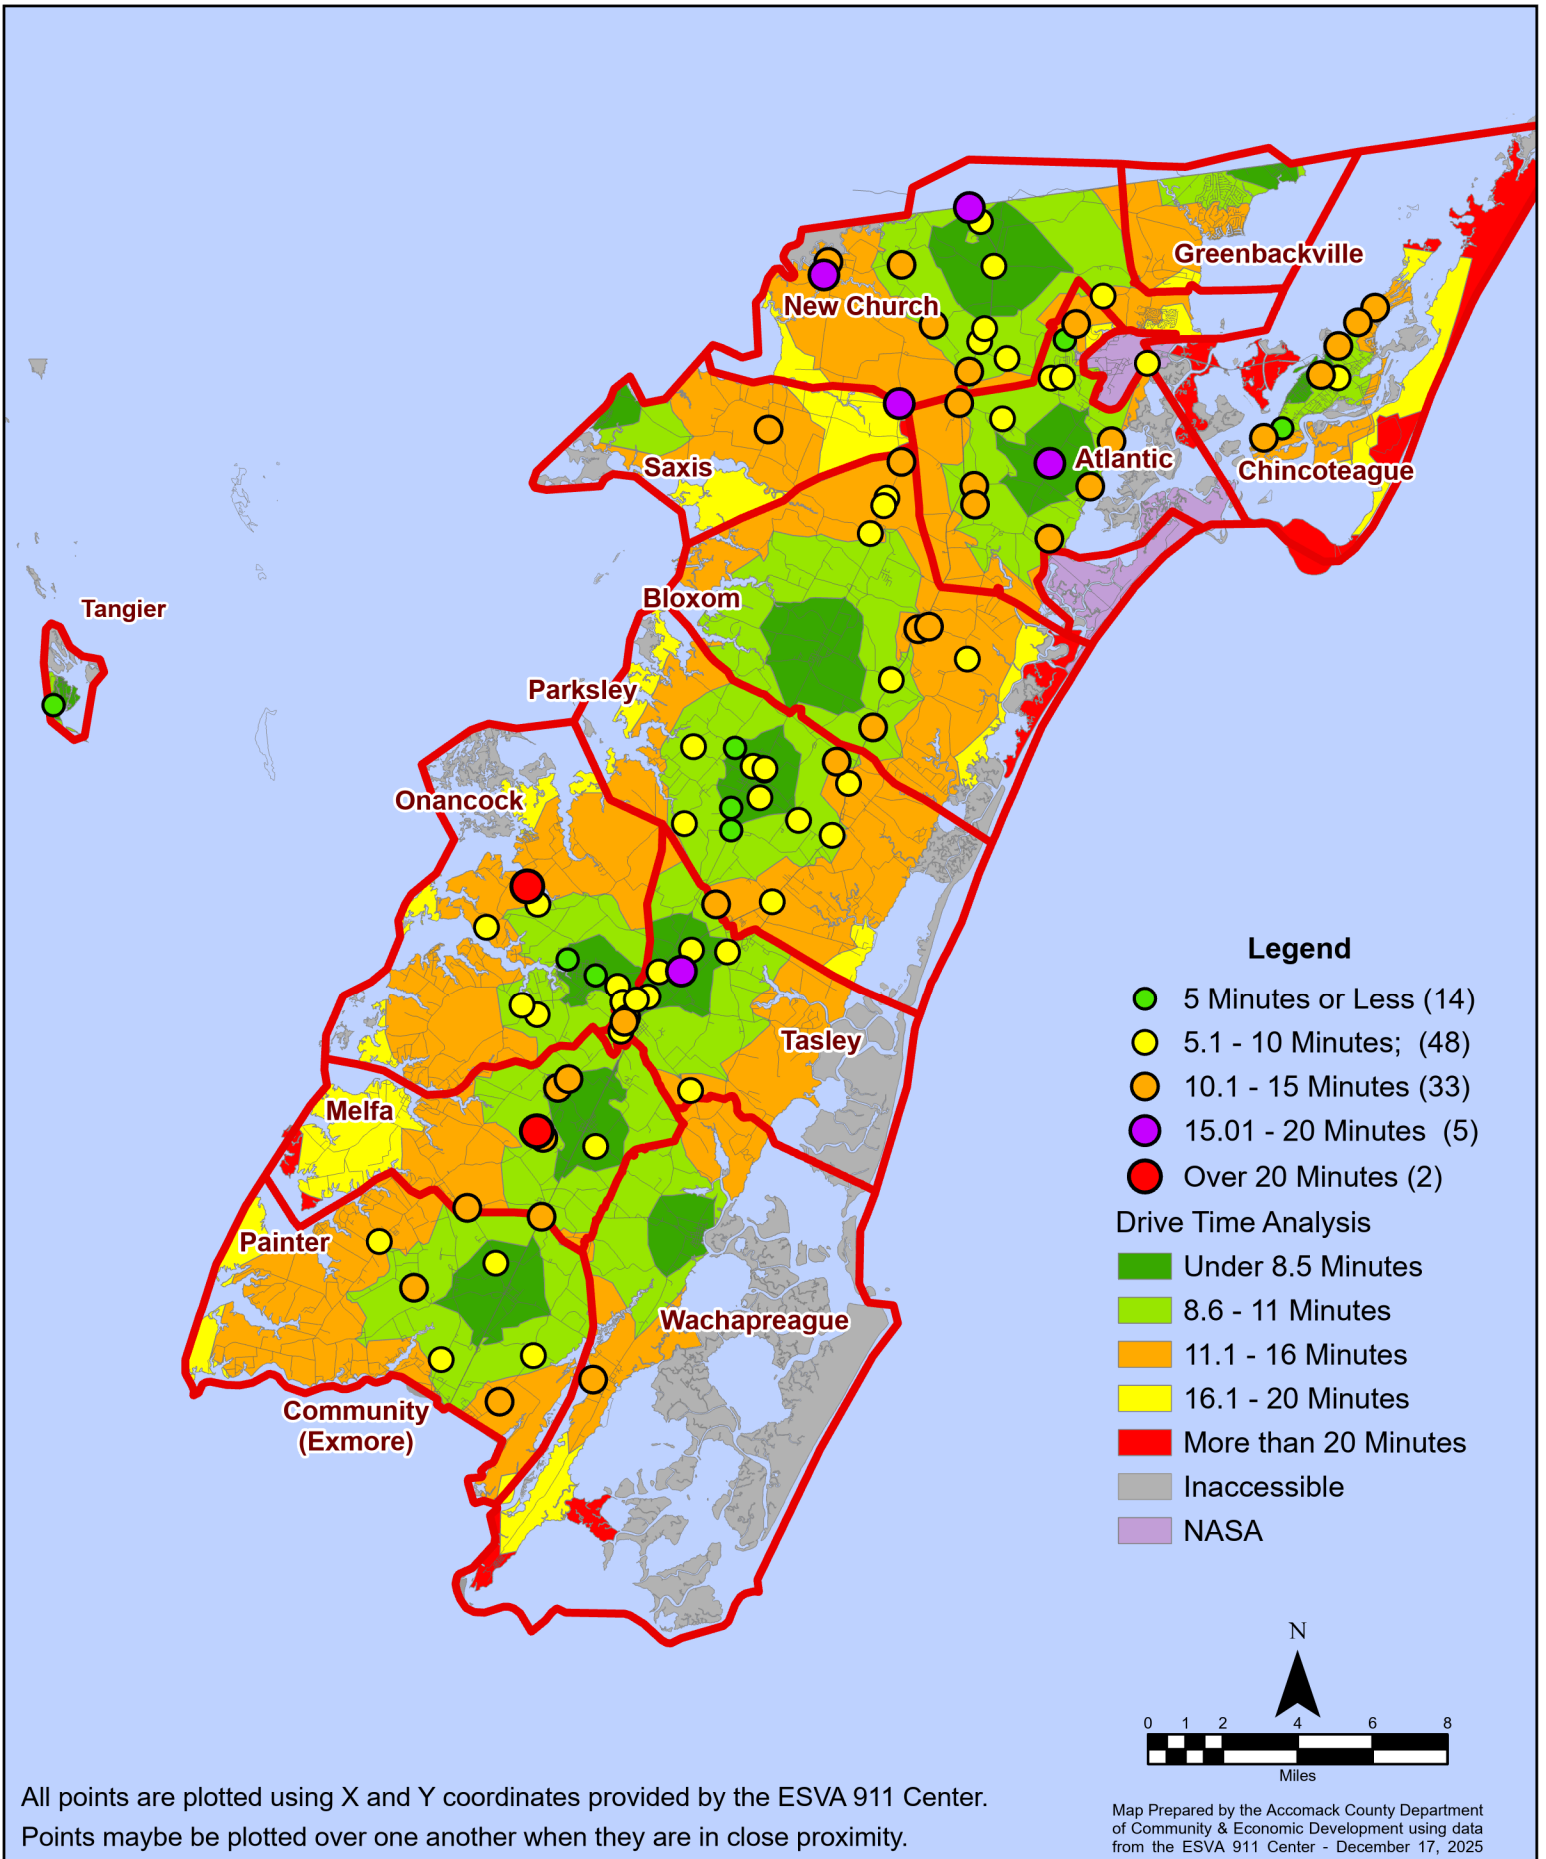 Greenbackville
New Church
Atlantic
Saxis
Chincoteague
Bloxom
Tangier
Parksley
Onancock
Tasley
Melfa
Painter
Wachapreague
Community
(Exmore)
Legend
5 Minutes or Less (14)
5.1 - 10 Minutes; (48)
10.1 - 15 Minutes (33)
15.01 - 20 Minutes (5)
Over 20 Minutes (2)
Drive Time Analysis
Under 8.5 Minutes
8.6 - 11 Minutes
11.1 - 16 Minutes
16.1 - 20 Minutes
More than 20 Minutes
Inaccessible
NASA
N
0 1 2 4 6 8
Miles
All points are plotted using X and Y coordinates provided by the ESVA 911 Center.
Points maybe be plotted over one another when they are in close proximity.
Map Prepared by the Accomack County Department
of Community & Economic Development using data
from the ESVA 911 Center - December 17, 2025